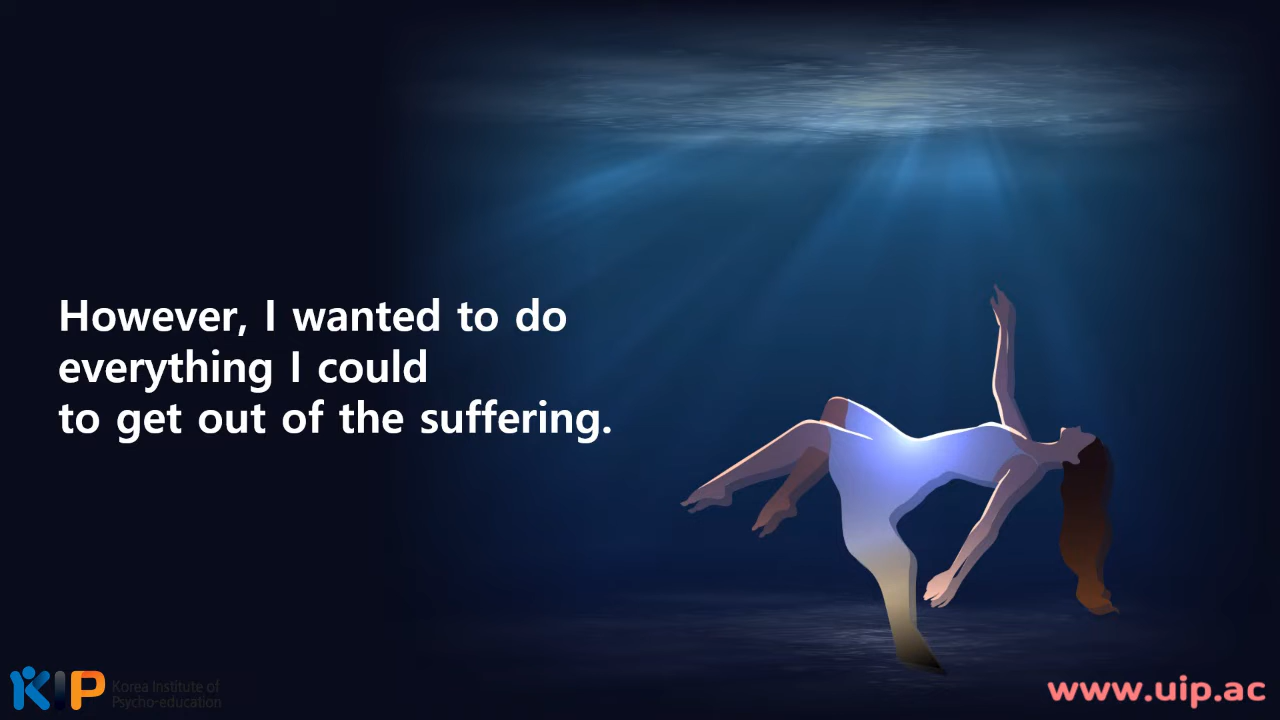 However, I wanted to do
everything I could
to get out of the suffering.
KIP
Korea Institute of
Psycho-education
www.uip.ac